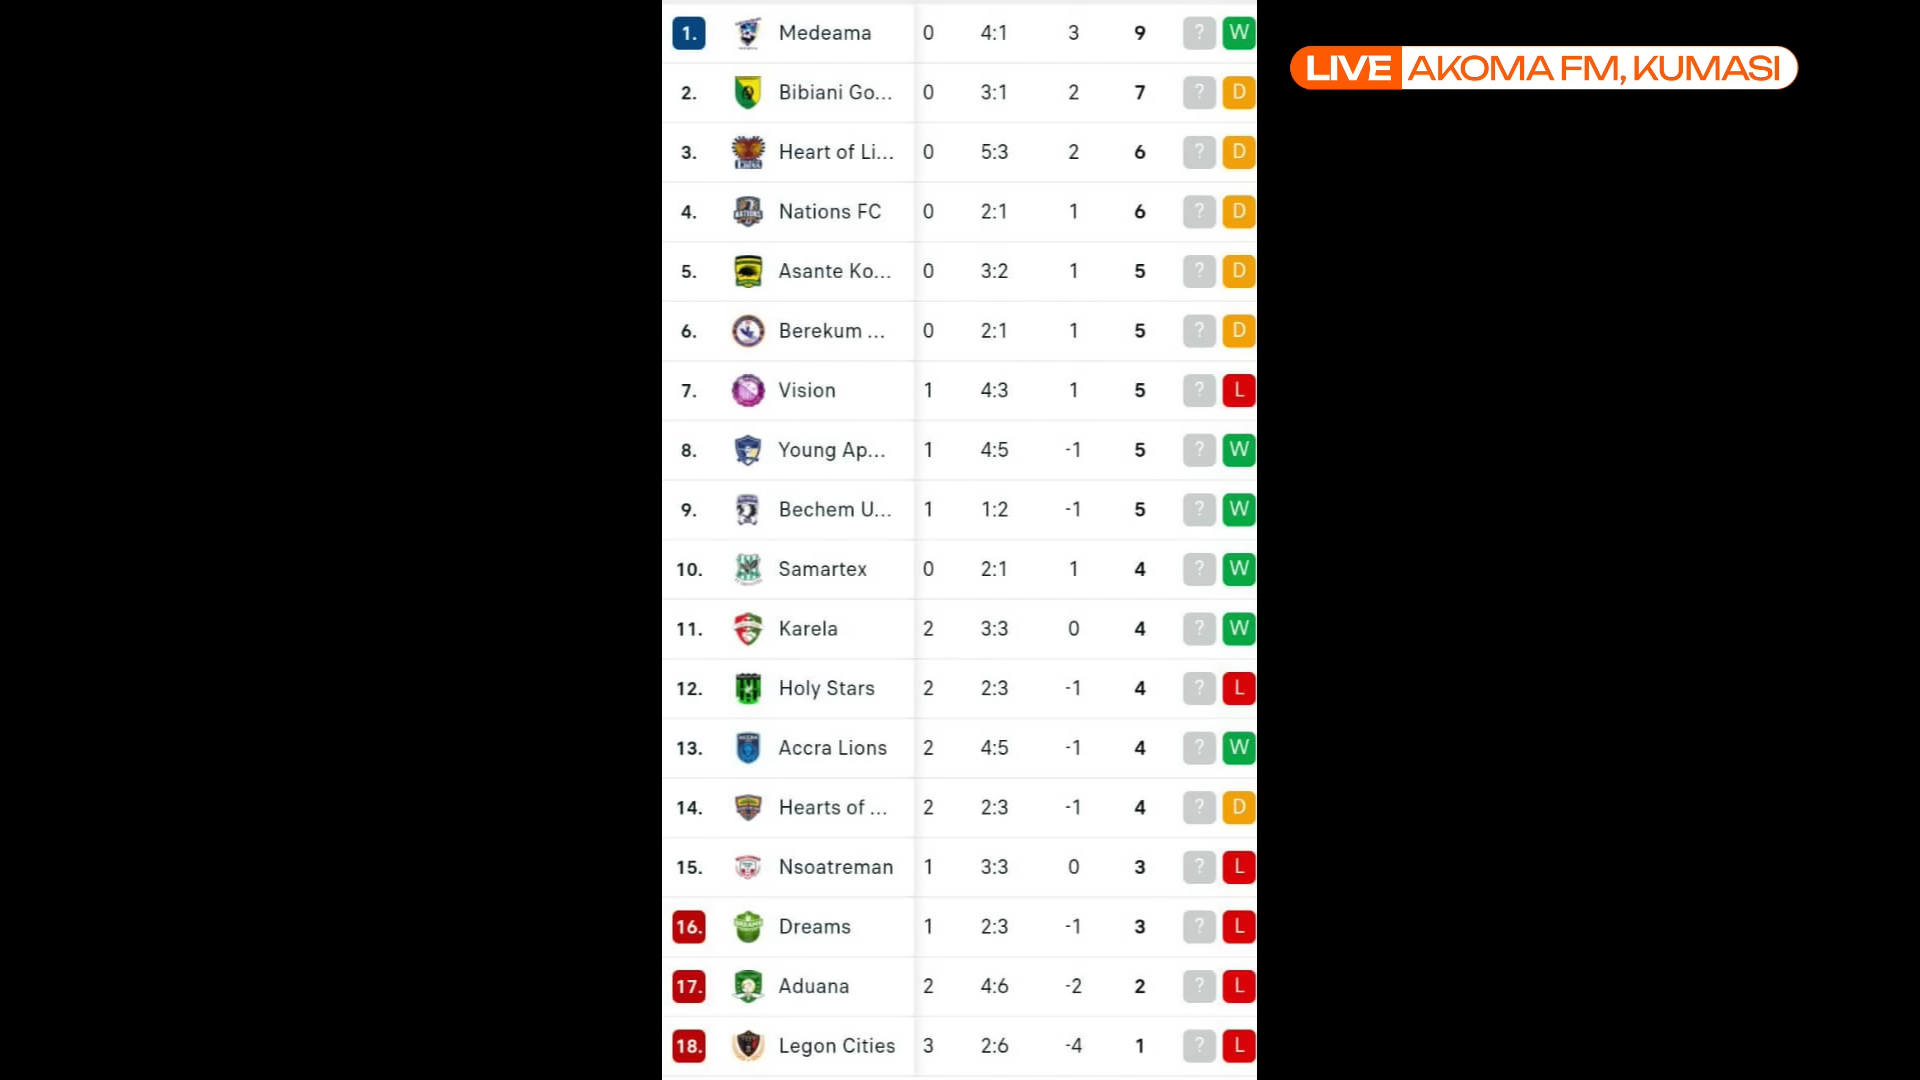 LIVE AKOMA FM, KUMASI
1. Medeama 0 4:1 3 9 ? W
2. Bibiani Go... 0 3:1 2 7 ? D
3. Heart of Li... 0 5:3 2 6 ? D
4. Nations FC 0 2:1 1 6 ? D
5. Asante Ko... 0 3:2 1 5 ? D
6. Berekum ... 0 2:1 1 5 ? D
7. Vision 1 4:3 1 5 ? L
8. Young Ap... 1 4:5 -1 5 ? W
9. Bechem U... 1 1:2 -1 5 ? W
10. Samartex 0 2:1 1 4 ? W
11. Karela 2 3:3 0 4 ? W
12. Holy Stars 2 2:3 -1 4 ? L
13. Accra Lions 2 4:5 -1 4 ? W
14. Hearts of ... 2 2:3 -1 4 ? D
15. Nsoatreman 1 3:3 0 3 ? L
16. Dreams 1 2:3 -1 3 ? L
17. Aduana 2 4:6 -2 2 ? L
18. Legon Cities 3 2:6 -4 1 ? L